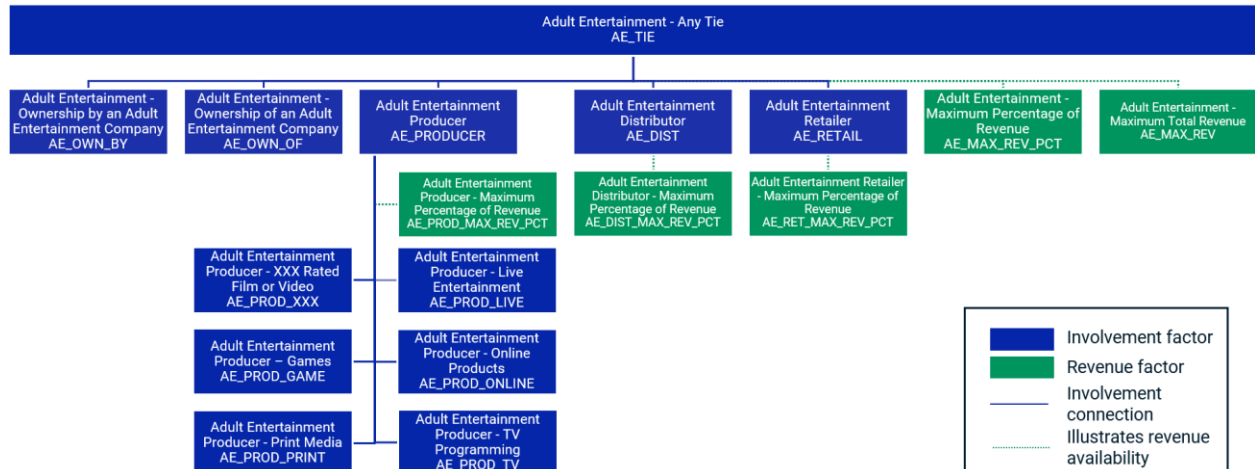 Adult Entertainment - Any Tie
AE_TIE
Adult Entertainment -
Ownership by an Adult
Entertainment Company
AE_OWN_BY
Adult Entertainment -
Ownership of an Adult
Entertainment Company
AE_OWN_OF
Adult Entertainment
Producer
AE_PRODUCER
Adult Entertainment
Distributor
AE_DIST
Adult Entertainment
Retailer
AE_RETAIL
Adult Entertainment -
Maximum Percentage of
Revenue
AE_MAX_REV_PCT
Adult Entertainment -
Maximum Total Revenue
AE_MAX_REV
Adult Entertainment
Producer - Maximum
Percentage of Revenue
AE_PROD_MAX_REV_PCT
Adult Entertainment
Distributor - Maximum
Percentage of Revenue
AE_DIST_MAX_REV_PCT
Adult Entertainment Retailer
- Maximum Percentage of
Revenue
AE_RET_MAX_REV_PCT
Adult Entertainment
Producer - XXX Rated
Film or Video
AE_PROD_XXX
Adult Entertainment
Producer - Live
Entertainment
AE_PROD_LIVE
Adult Entertainment
Producer – Games
AE_PROD_GAME
Adult Entertainment
Producer - Online
Products
AE_PROD_ONLINE
Adult Entertainment
Producer - Print Media
AE_PROD_PRINT
Adult Entertainment
Producer - TV
Programming
AE_PROD_TV
Involvement factor
Revenue factor
Involvement
connection
Illustrates revenue
availability